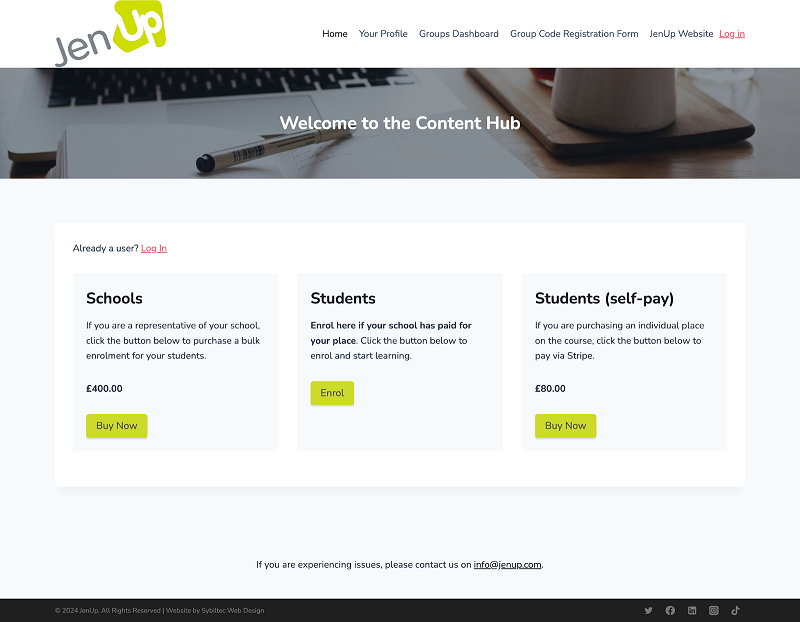 JenUp
Home Your Profile Groups Dashboard Group Code Registration Form JenUp Website Log in
Welcome to the Content Hub
Already a user? Log In
Schools
If you are a representative of your school,
click the button below to purchase a bulk
enrolment for your students.
£400.00
Buy Now
Students
Enrol here if your school has paid for
your place. Click the button below to
enrol and start learning.
Enrol
Students (self-pay)
If you are purchasing an individual place
on the course, click the button below to
pay via Stripe.
£80.00
Buy Now
If you are experiencing issues, please contact us on info@jenup.com.
© 2024 JenUp. All Rights Reserved | Website by Sybiltec Web Design